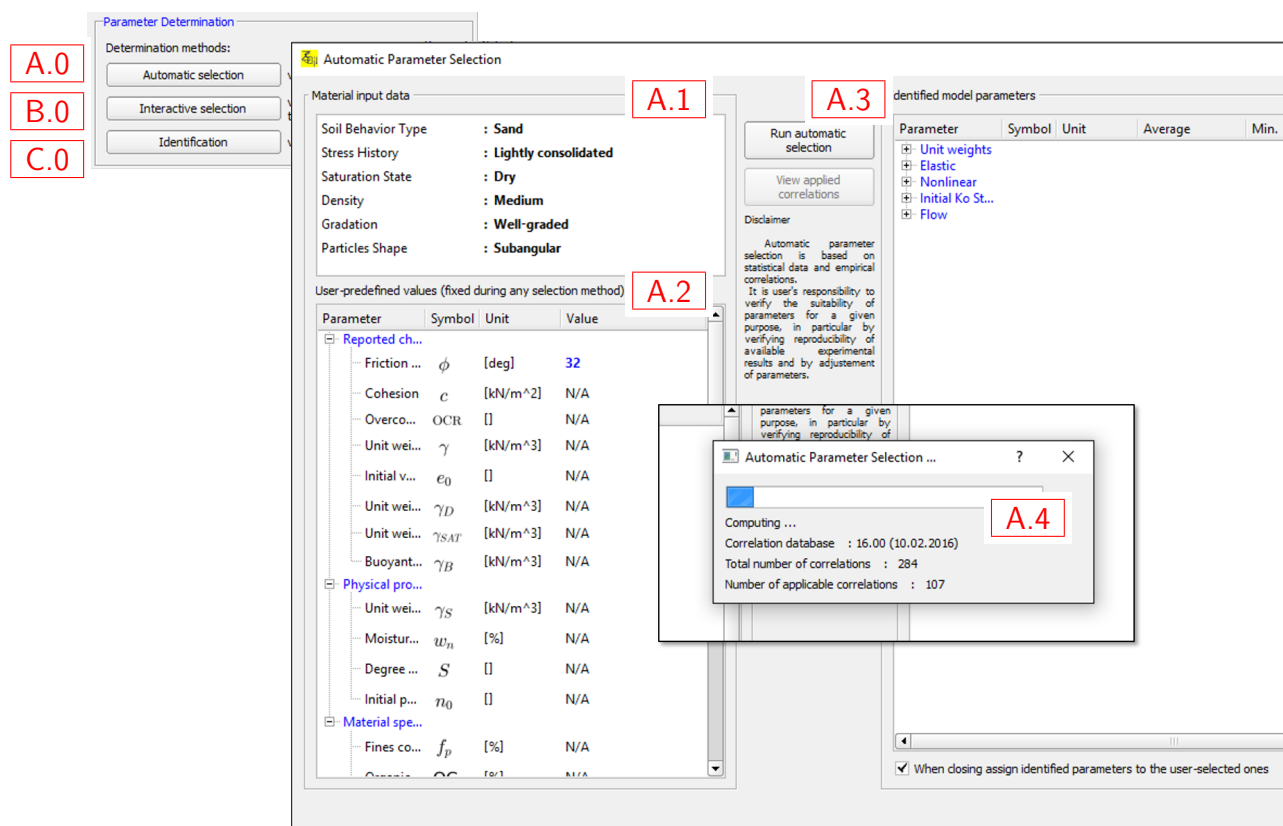 Parameter Determination
Determination methods:
A.0
Automatic selection
B.0
Interactive selection
C.0
Identification
Automatic Parameter Selection
Material input data
A.1
Soil Behavior Type : Sand
Stress History : Lightly consolidated
Saturation State : Dry
Density : Medium
Gradation : Well-graded
Particles Shape : Subangular
User-predefined values (fixed during any selection method)
A.2
Parameter Symbol Unit Value
Reported ch...
Friction ... ϕ [deg] 32
Cohesion c [kN/m^2] N/A
Overco... OCR [] N/A
Unit wei... γ [kN/m^3] N/A
Initial v... e₀ [] N/A
Unit wei... γ_D [kN/m^3] N/A
Unit wei... γ_SAT [kN/m^3] N/A
Buoyant... γ_B [kN/m^3] N/A
Physical pro...
Unit wei... γ_S [kN/m^3] N/A
Moistur... w_n [%] N/A
Degree ... S [] N/A
Initial p... n₀ [] N/A
Material spe...
Fines co... f_p [%] N/A
A.3
Run automatic
selection
View applied
correlations
Disclaimer
Automatic parameter
selection is based on
statistical data and empirical
correlations.
It is user's responsibility to
verify the suitability of
parameters for a given
purpose, in particular by
verifying reproducibility of
available experimental
results and by adjustement
of parameters.
dentified model parameters
Parameter Symbol Unit Average Min.
Unit weights
Elastic
Nonlinear
Initial Ko St...
Flow
parameters for a given
purpose, in particular by
verifying reproducibility of
Automatic Parameter Selection ... ?
A.4
Computing ...
Correlation database : 16.00 (10.02.2016)
Total number of correlations : 284
Number of applicable correlations : 107
When closing assign identified parameters to the user-selected ones